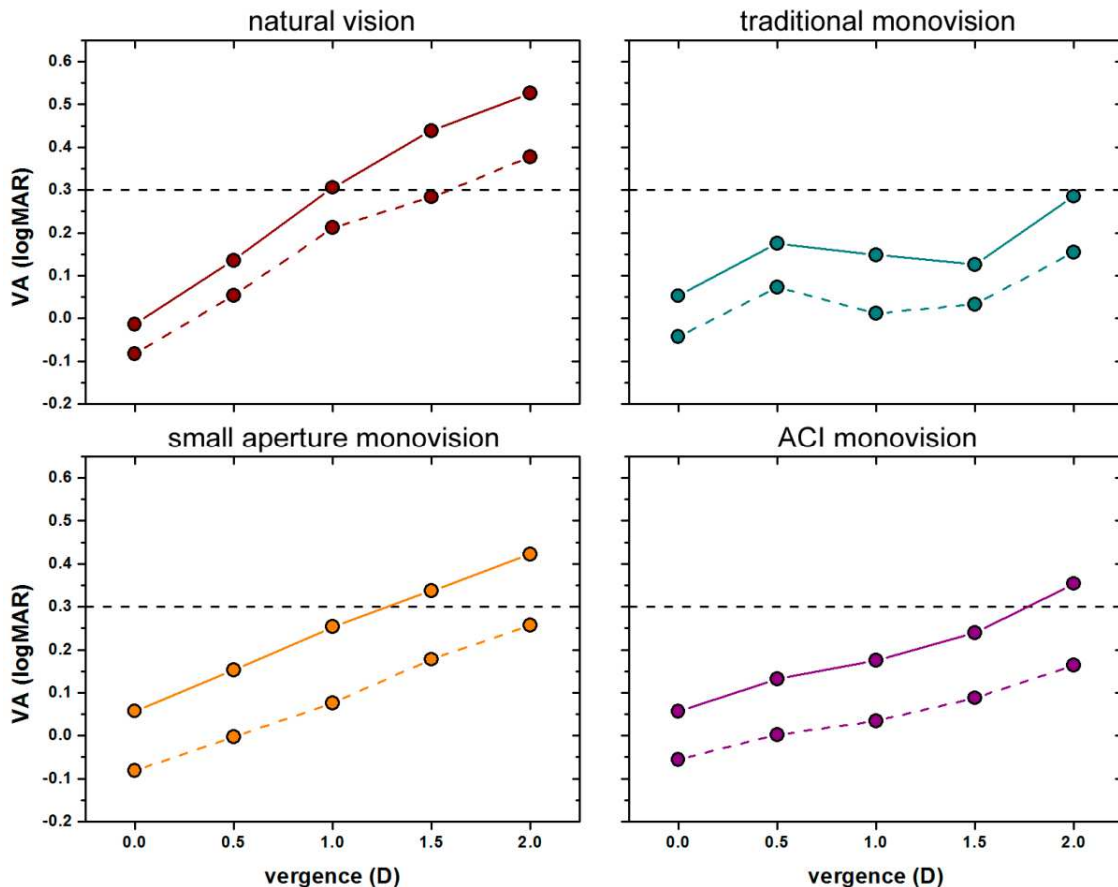 natural vision
traditional monovision
VA (logMAR)
0.6
0.5
0.4
0.3
0.2
0.1
0.0
-0.1
-0.2
small aperture monovision
ACI monovision
VA (logMAR)
0.6
0.5
0.4
0.3
0.2
0.1
0.0
-0.1
-0.2
0.0 0.5 1.0 1.5 2.0
0.0 0.5 1.0 1.5 2.0
vergence (D)
vergence (D)